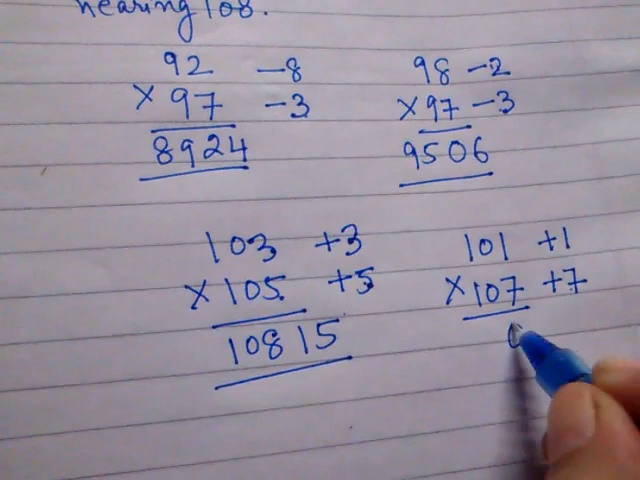 nearing 108.
92 -8
× 97 -3
8924
98 -2
× 97 -3
9506
103 +3
× 105 +5
10815
101 +1
× 107 +7
0